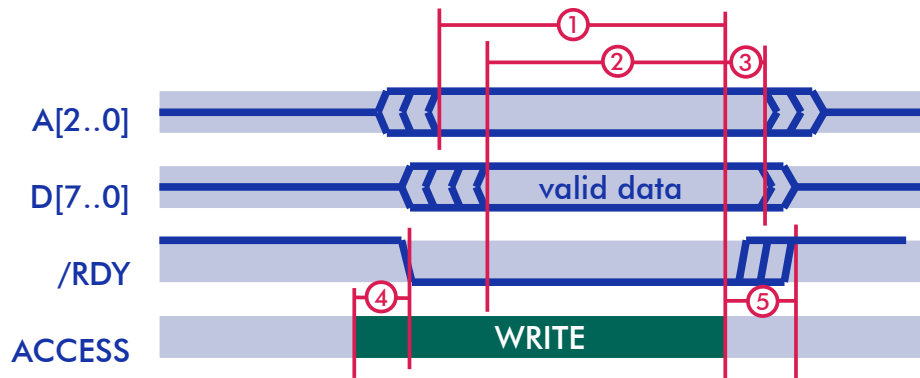 1
2
3
A[2..0]
D[7..0]
valid data
/RDY
4
5
ACCESS
WRITE